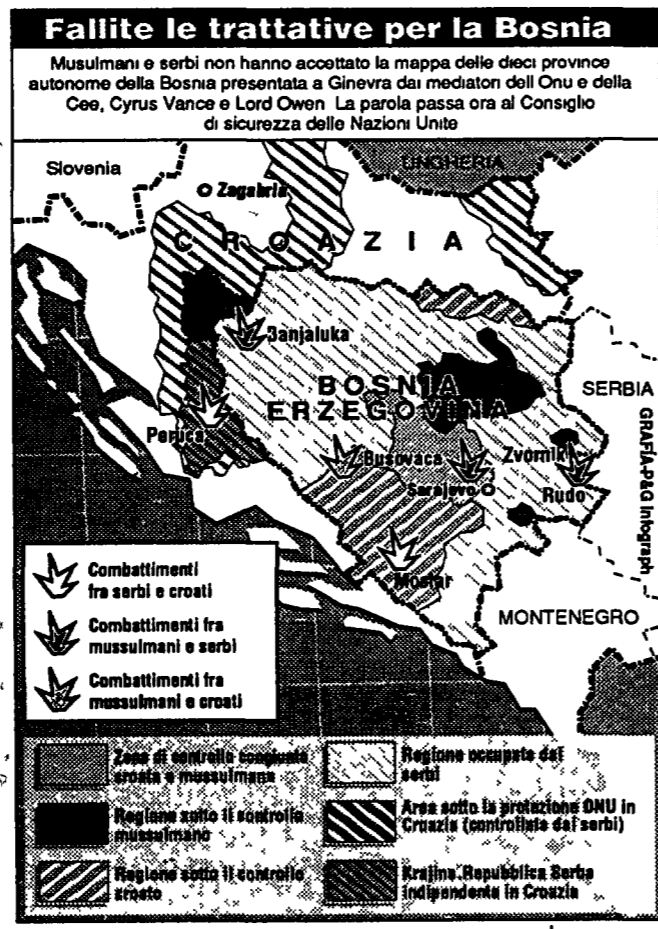 Fallite le trattative per la Bosnia
Musulmani e serbi non hanno accettato la mappa delle dieci province
autonome della Bosnia presentata a Ginevra dai mediatori dell Onu e della
Cee, Cyrus Vance e Lord Owen La parola passa ora al Consiglio
di sicurezza delle Nazioni Unite
Slovenia
UNGHERIA
Zagabria
CROAZIA
Banjaluka
BOSNIA
ERZEGOVINA
SERBIA
Peruca
Busovaca
Zvornik
Sarajevo
Rudo
GRAFIA-P&G Infograph
Mostar
MONTENEGRO
Combattimenti
fra serbi e croati
Combattimenti fra
mussulmani e serbi
Combattimenti fra
mussulmani e croati
Zona di controllo congiunto
croata e mussulmana
Regione sotto il controllo
mussulmano
Regione sotto il controllo
croato
Regione occupata dai
serbi
Area sotto la protezione ONU in
Croazia (controllata dai serbi)
Krajina.Repubblica Serba
indipendente in Croazia